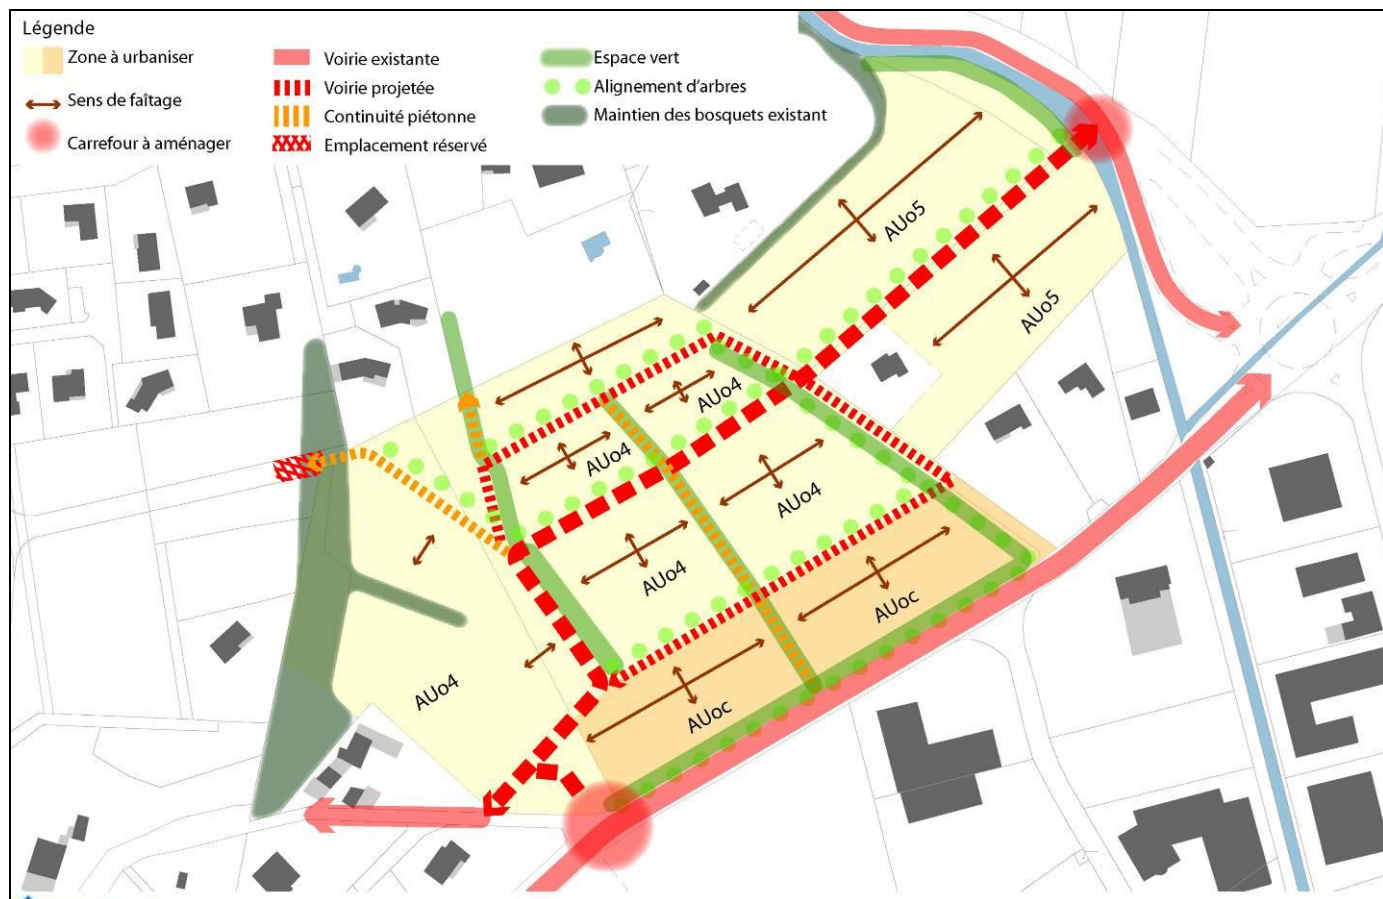 Légende
Zone à urbaniser
Sens de faîtage
Carrefour à aménager
Voirie existante
Voirie projetée
Continuité piétonne
Emplacement réservé
Espace vert
Alignement d'arbres
Maintien des bosquets existant
AUo5
AUo5
AUo4
AUo4
AUo4
AUo4
AUoc
AUo4
AUoc